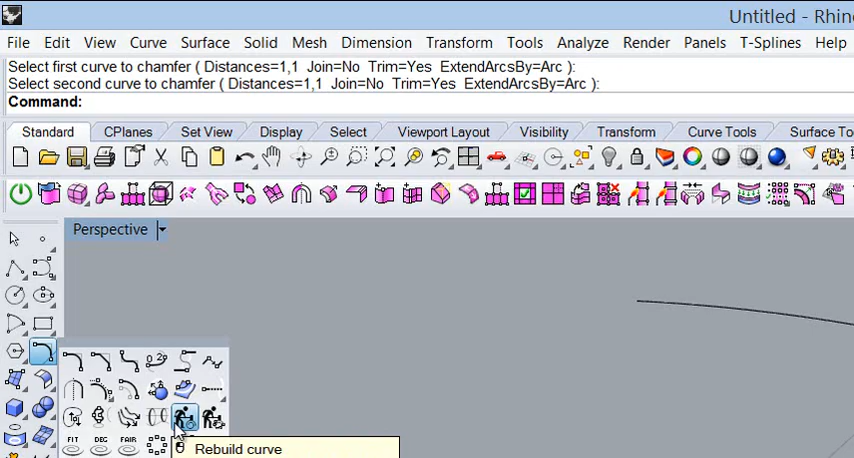 Untitled - Rhin
File Edit View Curve Surface Solid Mesh Dimension Transform Tools Analyze Render Panels T-Splines Help
Select first curve to chamfer ( Distances=1,1 Join=No Trim=Yes ExtendArcsBy=Arc ):
Select second curve to chamfer ( Distances=1,1 Join=No Trim=Yes ExtendArcsBy=Arc ):
Command:
Standard CPlanes Set View Display Select Viewport Layout Visibility Transform Curve Tools Surface To
Perspective
FIT DEG FAIR
Rebuild curve